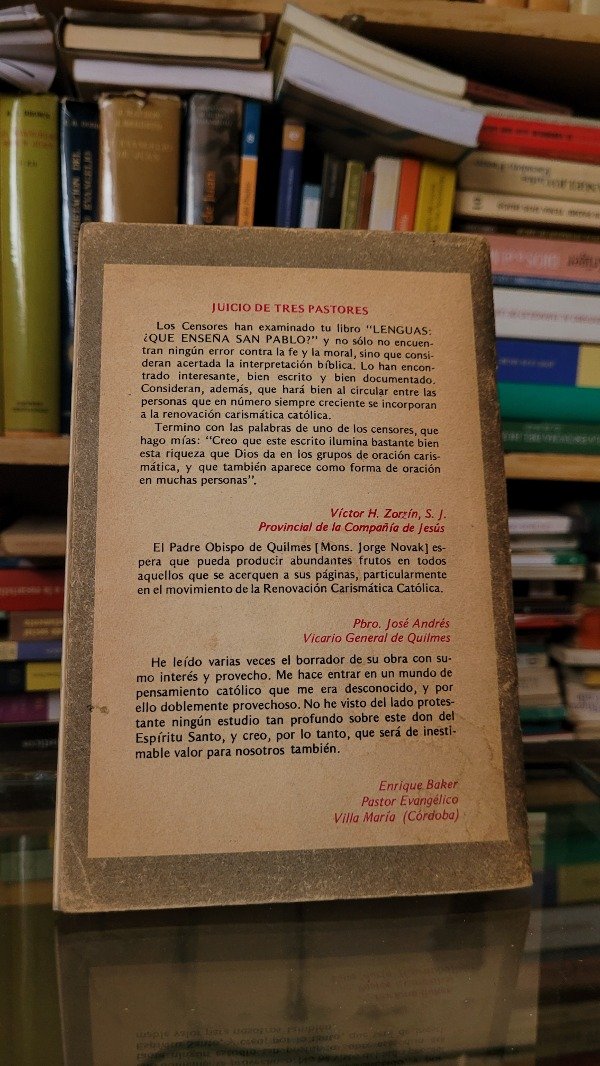 JUICIO DE TRES PASTORES
Los Censores han examinado tu libro "LENGUAS:
¿QUE ENSEÑA SAN PABLO?" y no sólo no encuen-
tran ningún error contra la fe y la moral, sino que consi-
deran acertada la interpretación bíblica. Lo han encon-
trado interesante, bien escrito y bien documentado.
Consideran, además, que hará bien al circular entre las
personas que en número siempre creciente se incorporan
a la renovación carismática católica.
Termino con las palabras de uno de los censores, que
hago mías: "Creo que este escrito ilumina bastante bien
esta riqueza que Dios da en los grupos de oración caris-
mática, y que también aparece como forma de oración
en muchas personas".
Víctor H. Zorzín, S. J.
Provincial de la Compañía de Jesús
El Padre Obispo de Quilmes [Mons. Jorge Novak] es-
pera que pueda producir abundantes frutos en todos
aquellos que se acerquen a sus páginas, particularmente
en el movimiento de la Renovación Carismática Católica.
Pbro. José Andrés
Vicario General de Quilmes
He leído varias veces el borrador de su obra con su-
mo interés y provecho. Me hace entrar en un mundo de
pensamiento católico que me era desconocido, y por
ello doblemente provechoso. No he visto del lado protes-
tante ningún estudio tan profundo sobre este don del
Espíritu Santo, y creo, por lo tanto, que será de inesti-
mable valor para nosotros también.
Enrique Baker
Pastor Evangélico
Villa María (Córdoba)